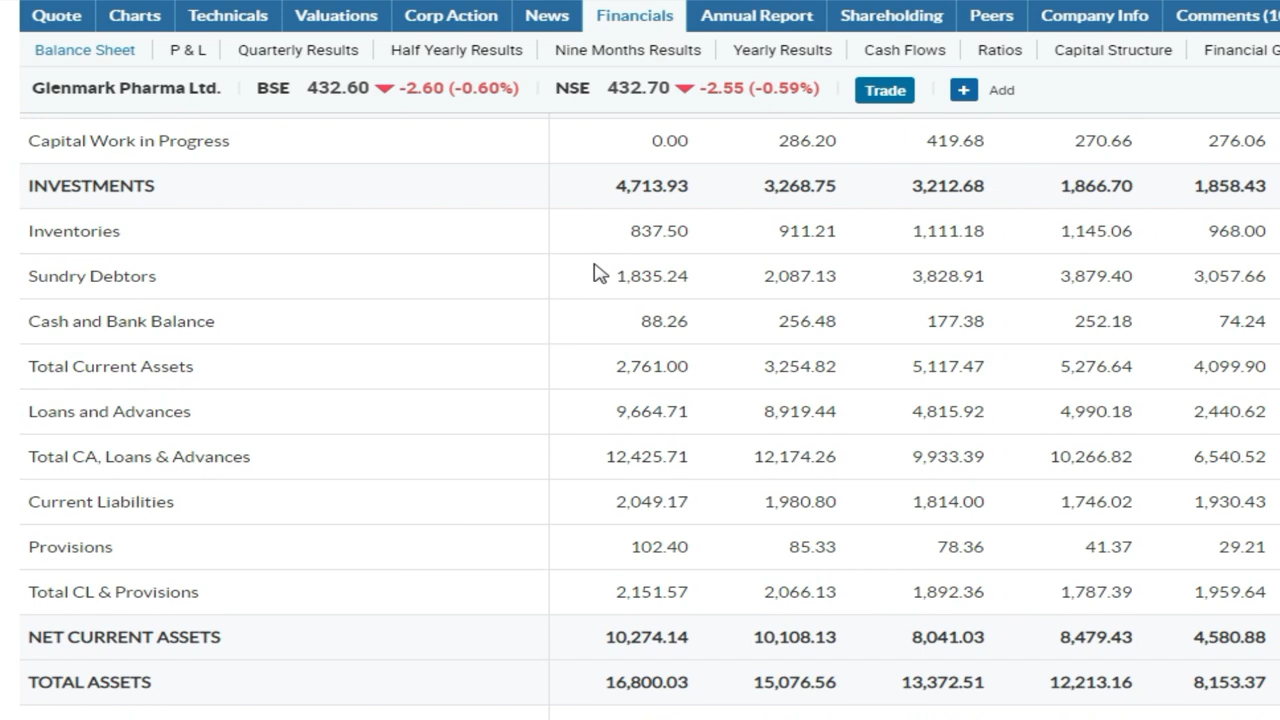 Quote Charts Technicals Valuations Corp Action News Financials Annual Report Shareholding Peers Company Info Comments (1
Balance Sheet P & L Quarterly Results Half Yearly Results Nine Months Results Yearly Results Cash Flows Ratios Capital Structure Financial G
Glenmark Pharma Ltd. BSE 432.60 -2.60 (-0.60%) NSE 432.70 -2.55 (-0.59%) Trade + Add
Capital Work in Progress 0.00 286.20 419.68 270.66 276.06
INVESTMENTS 4,713.93 3,268.75 3,212.68 1,866.70 1,858.43
Inventories 837.50 911.21 1,111.18 1,145.06 968.00
Sundry Debtors 1,835.24 2,087.13 3,828.91 3,879.40 3,057.66
Cash and Bank Balance 88.26 256.48 177.38 252.18 74.24
Total Current Assets 2,761.00 3,254.82 5,117.47 5,276.64 4,099.90
Loans and Advances 9,664.71 8,919.44 4,815.92 4,990.18 2,440.62
Total CA, Loans & Advances 12,425.71 12,174.26 9,933.39 10,266.82 6,540.52
Current Liabilities 2,049.17 1,980.80 1,814.00 1,746.02 1,930.43
Provisions 102.40 85.33 78.36 41.37 29.21
Total CL & Provisions 2,151.57 2,066.13 1,892.36 1,787.39 1,959.64
NET CURRENT ASSETS 10,274.14 10,108.13 8,041.03 8,479.43 4,580.88
TOTAL ASSETS 16,800.03 15,076.56 13,372.51 12,213.16 8,153.37